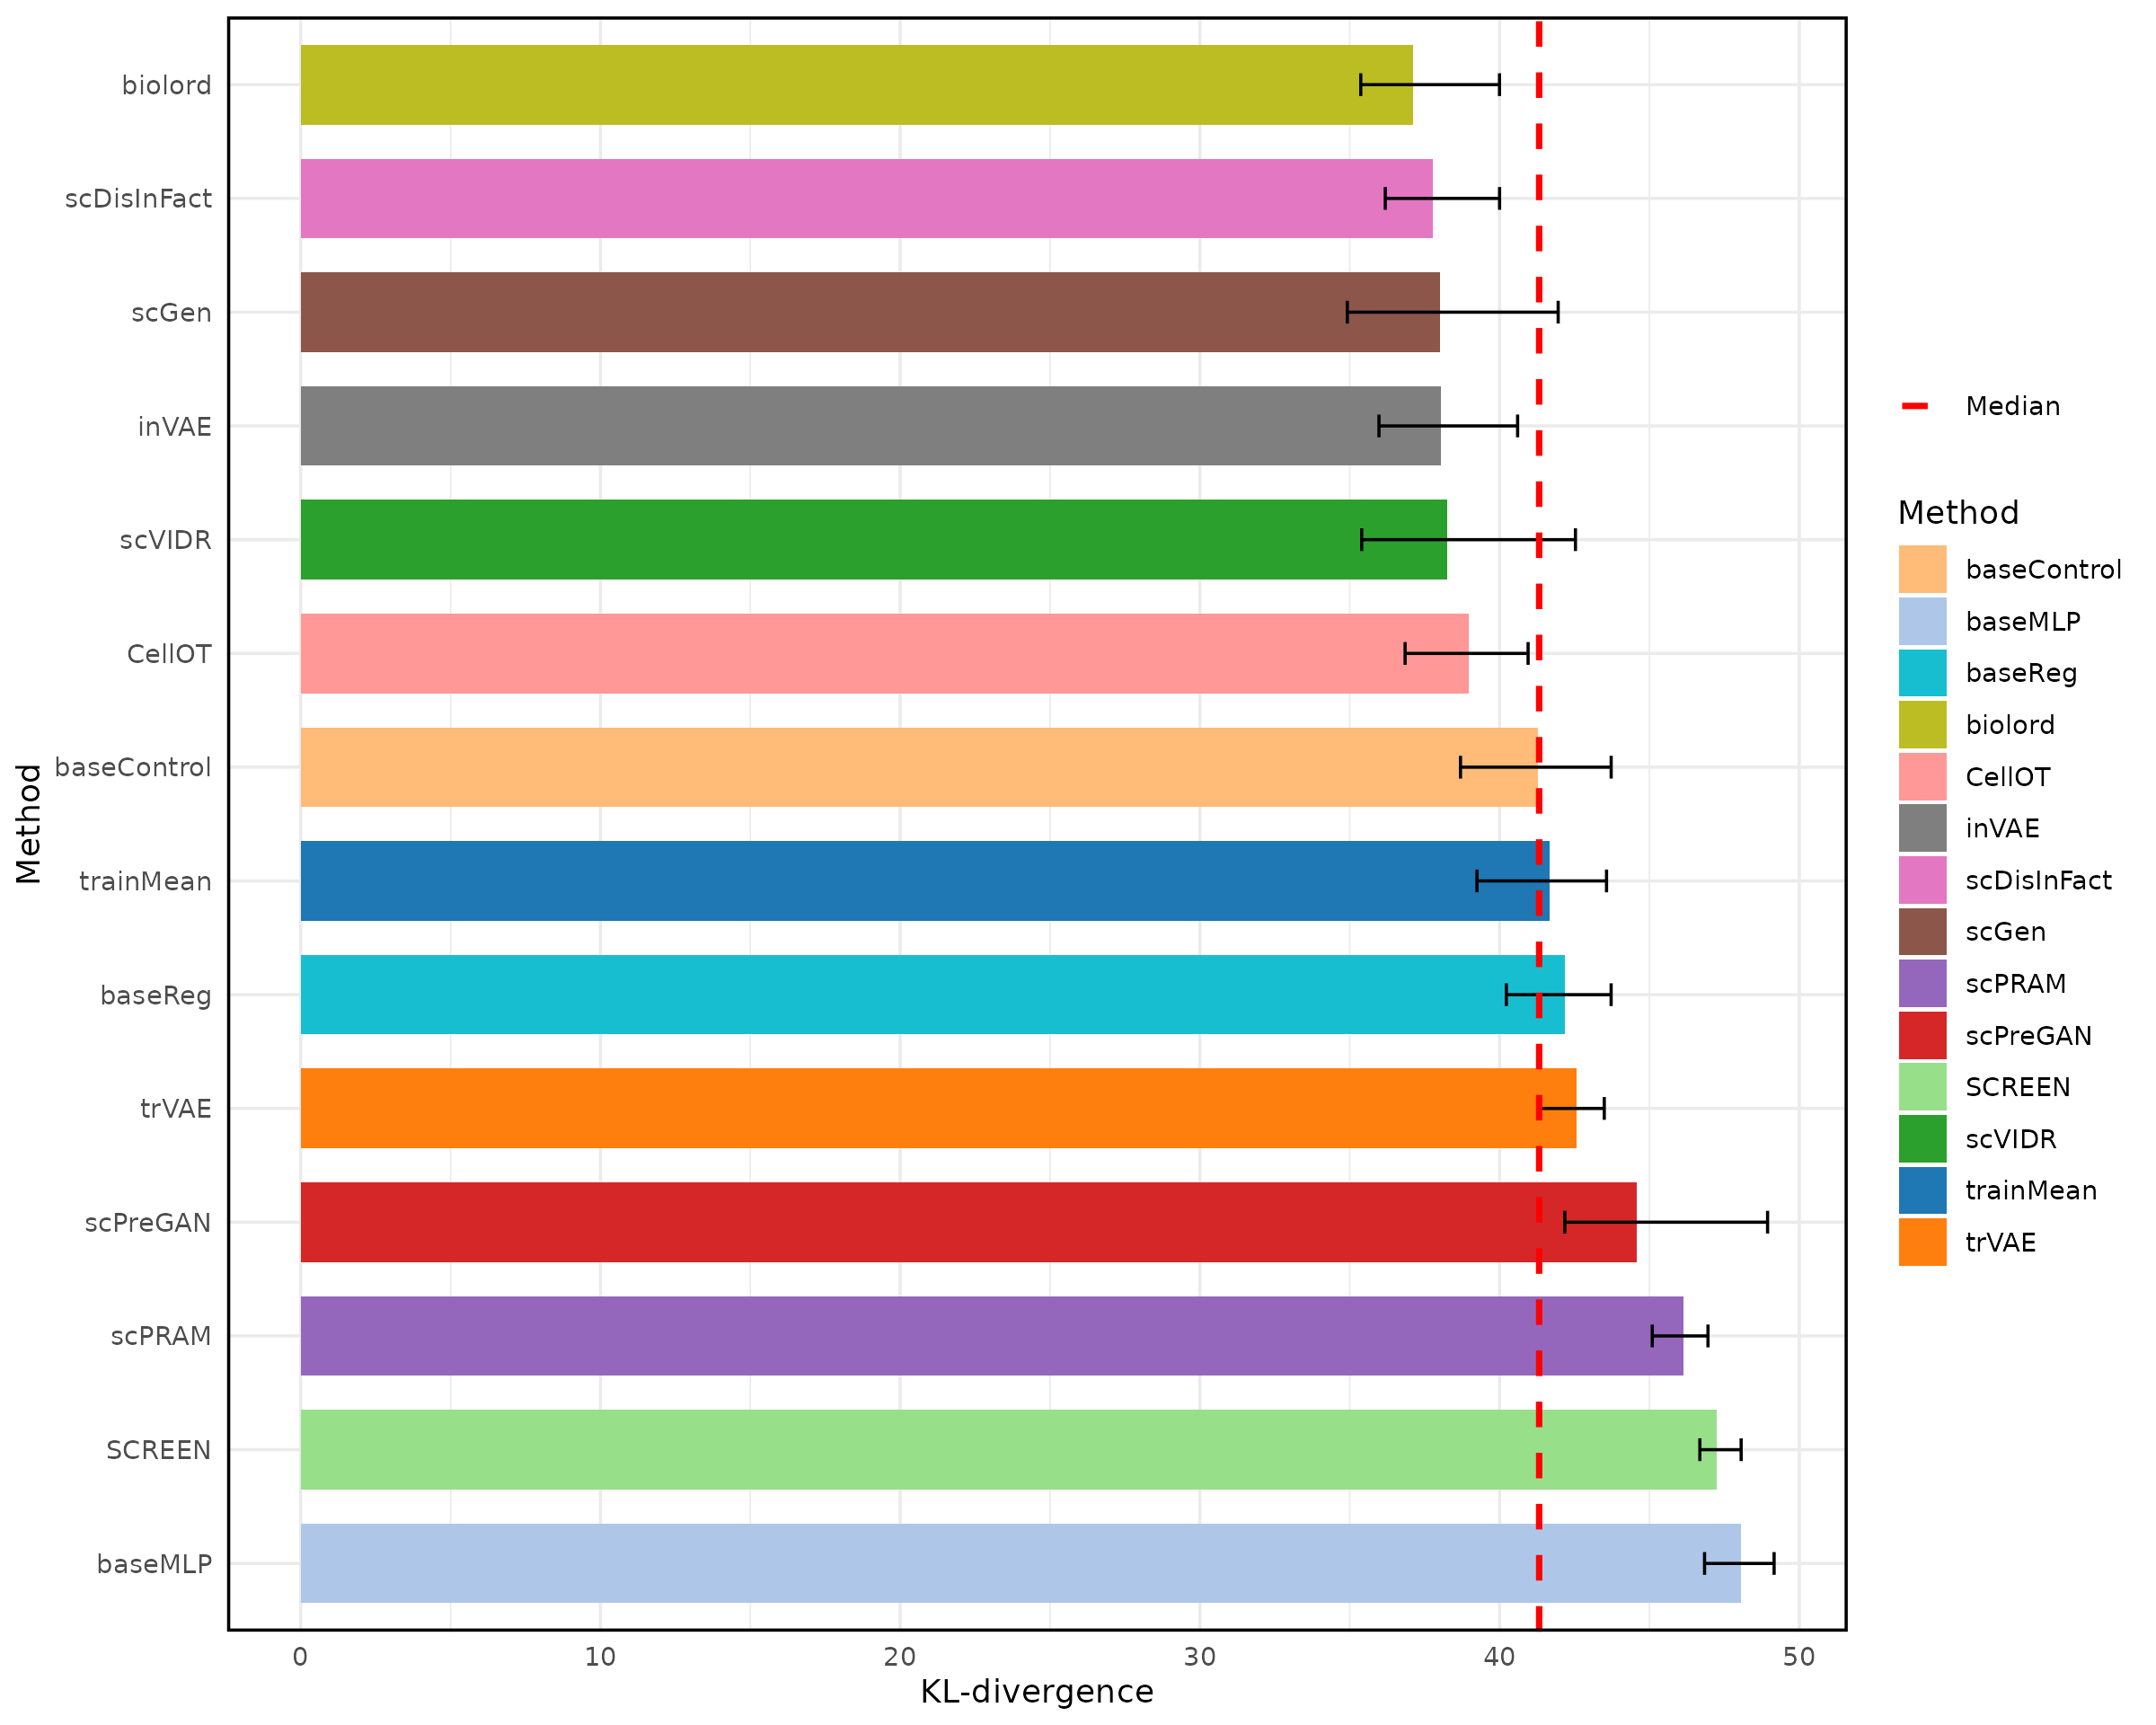 Method
biolord
scDisInFact
scGen
inVAE
scVIDR
CellOT
baseControl
trainMean
baseReg
trVAE
scPreGAN
scPRAM
SCREEN
baseMLP
0 10 20 30 40 50
KL-divergence
Median
Method
baseControl
baseMLP
baseReg
biolord
CellOT
inVAE
scDisInFact
scGen
scPRAM
scPreGAN
SCREEN
scVIDR
trainMean
trVAE